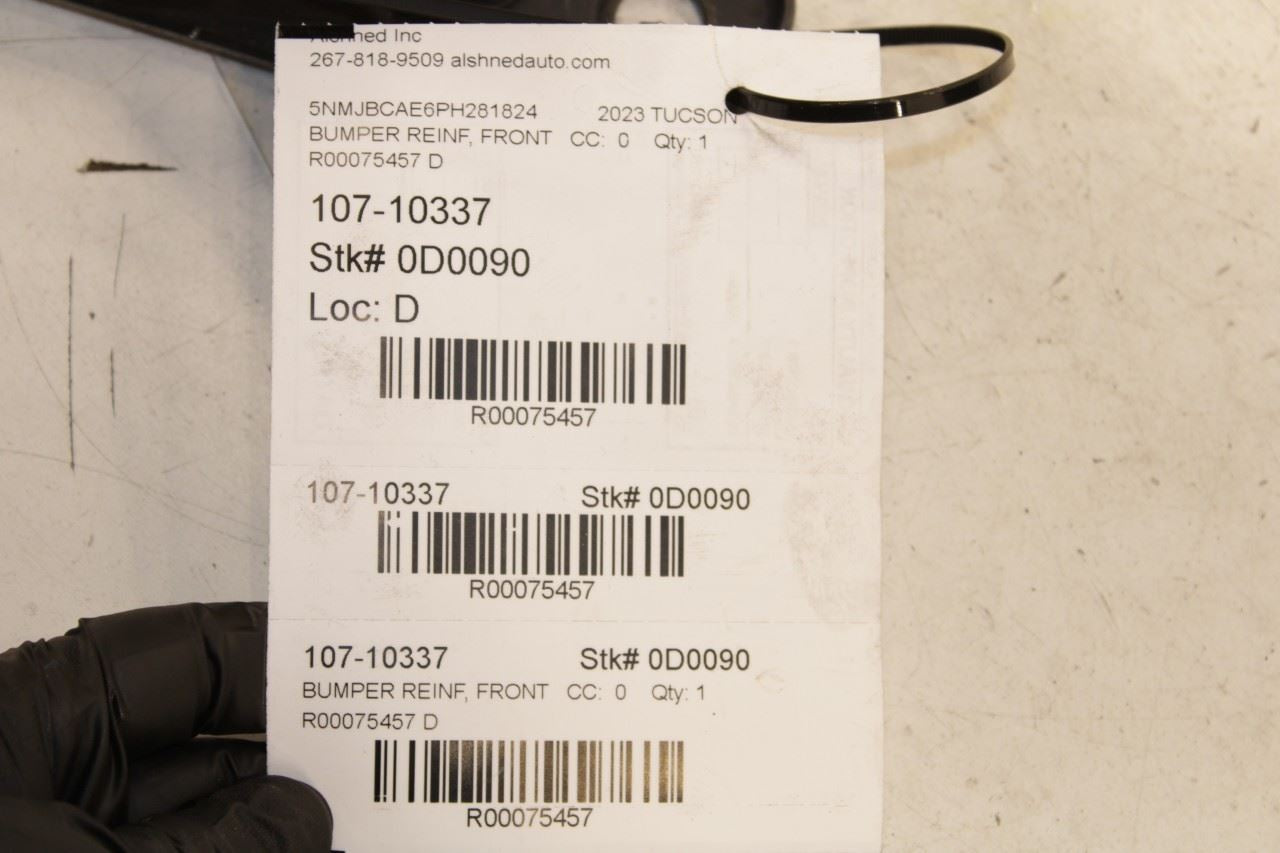 Alshned Inc
267-818-9509 alshnedauto.com
5NMJBCAE6PH281824 2023 TUCSON
BUMPER REINF, FRONT CC: 0 Qty: 1
R00075457 D
107-10337
Stk# 0D0090
Loc: D
R00075457
107-10337 Stk# 0D0090
R00075457
107-10337 Stk# 0D0090
BUMPER REINF, FRONT CC: 0 Qty: 1
R00075457 D
R00075457